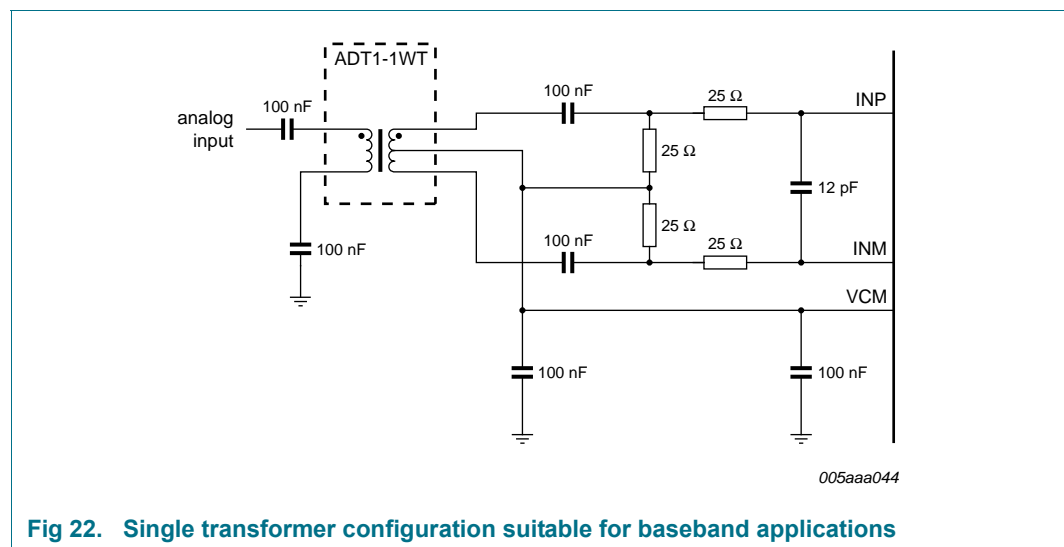 ADT1-1WT
100 nF
analog
input
100 nF
100 nF
25 Ω
25 Ω
25 Ω
25 Ω
100 nF
12 pF
INP
INM
VCM
100 nF
100 nF
005aaa044
Fig 22. Single transformer configuration suitable for baseband applications